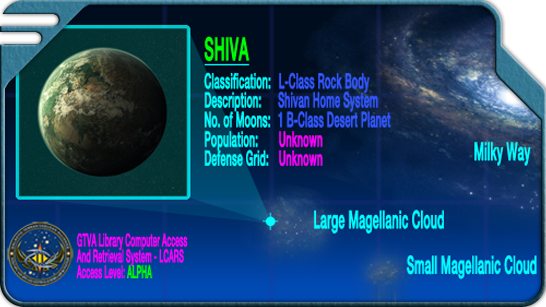 SHIVA
Classification: L-Class Rock Body
Description: Shivan Home System
No. of Moons: 1 B-Class Desert Planet
Population: Unknown
Defense Grid: Unknown
Milky Way
Large Magellanic Cloud
Small Magellanic Cloud
GTVA Library Computer Access
And Retrieval System - LCARS
Access Level: ALPHA